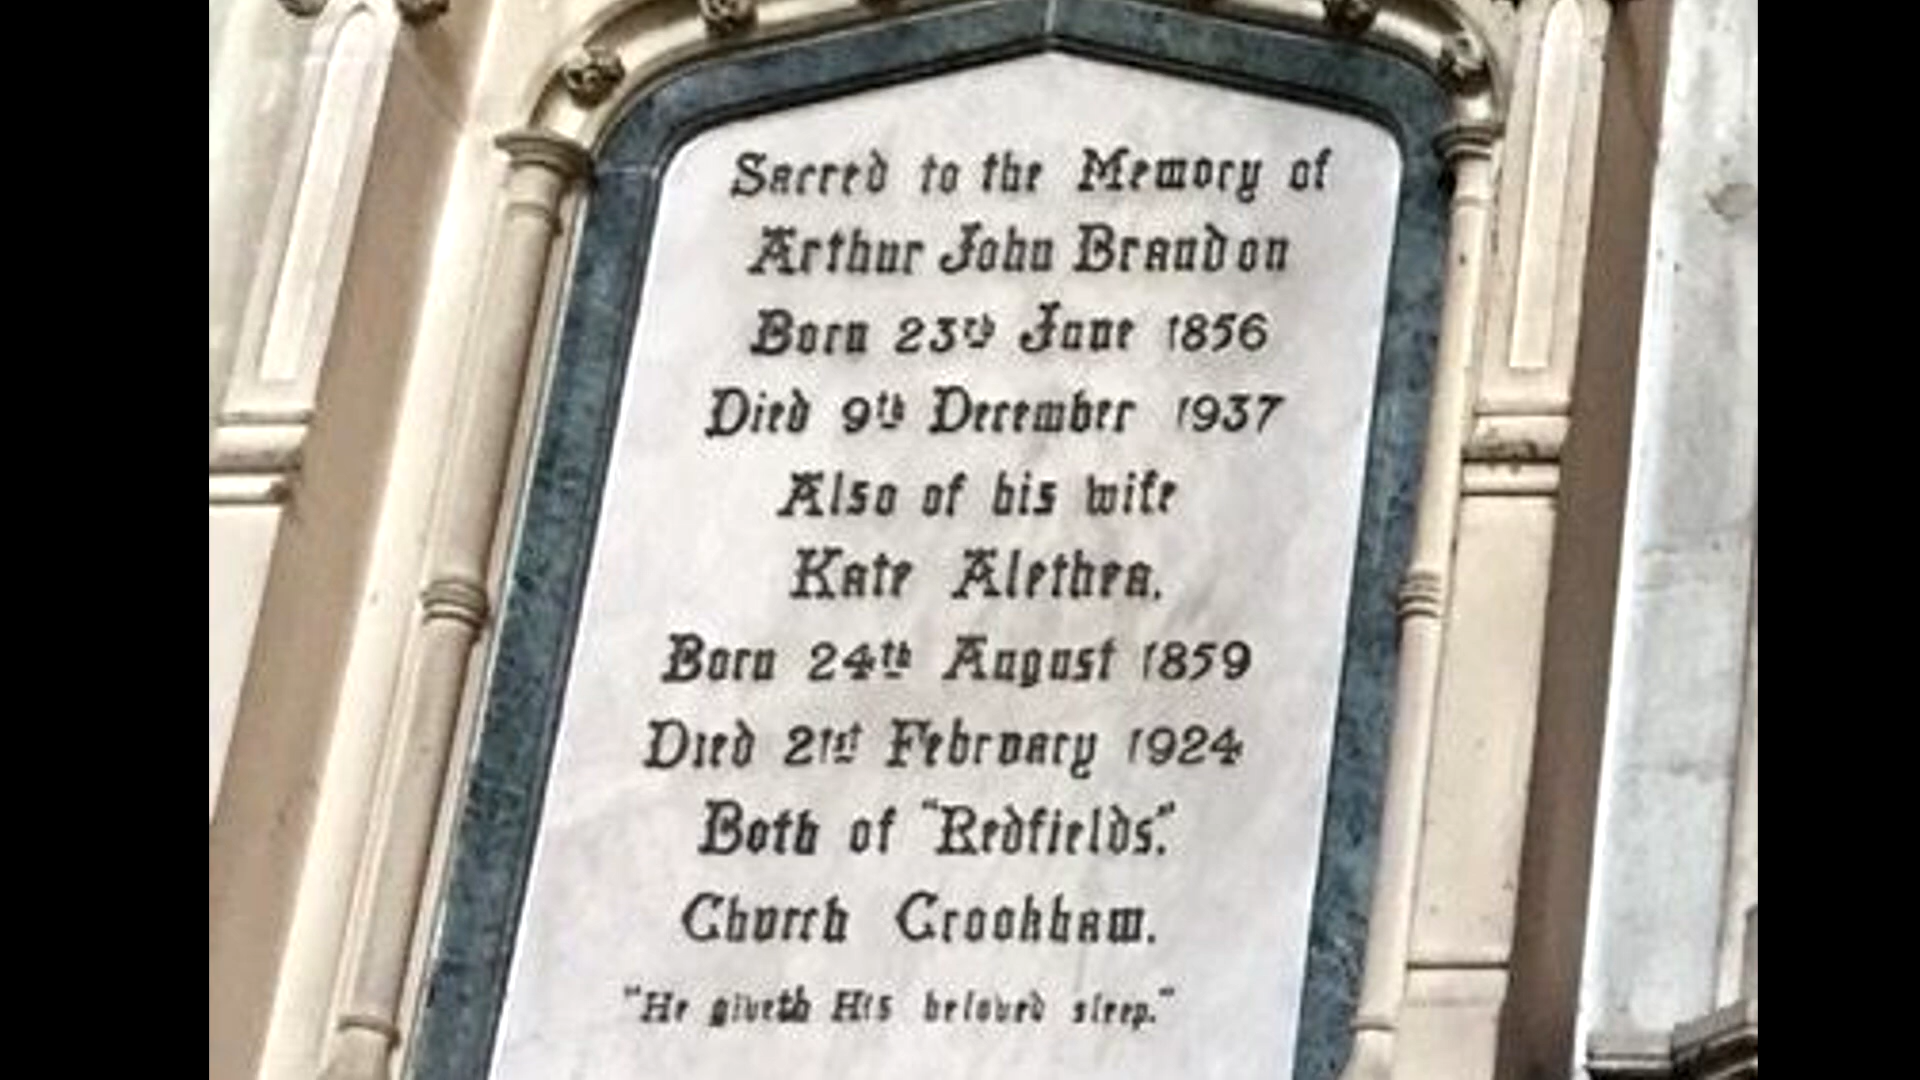 Sacred to the Memory of
Arthur John Brandon
Born 23rd June 1856
Died 9th December 1937
Also of his wife
Kate Alethea.
Born 24th August 1859
Died 21st February 1924
Both of "Redfields."
Church Crookham.
"He giveth His beloved sleep."